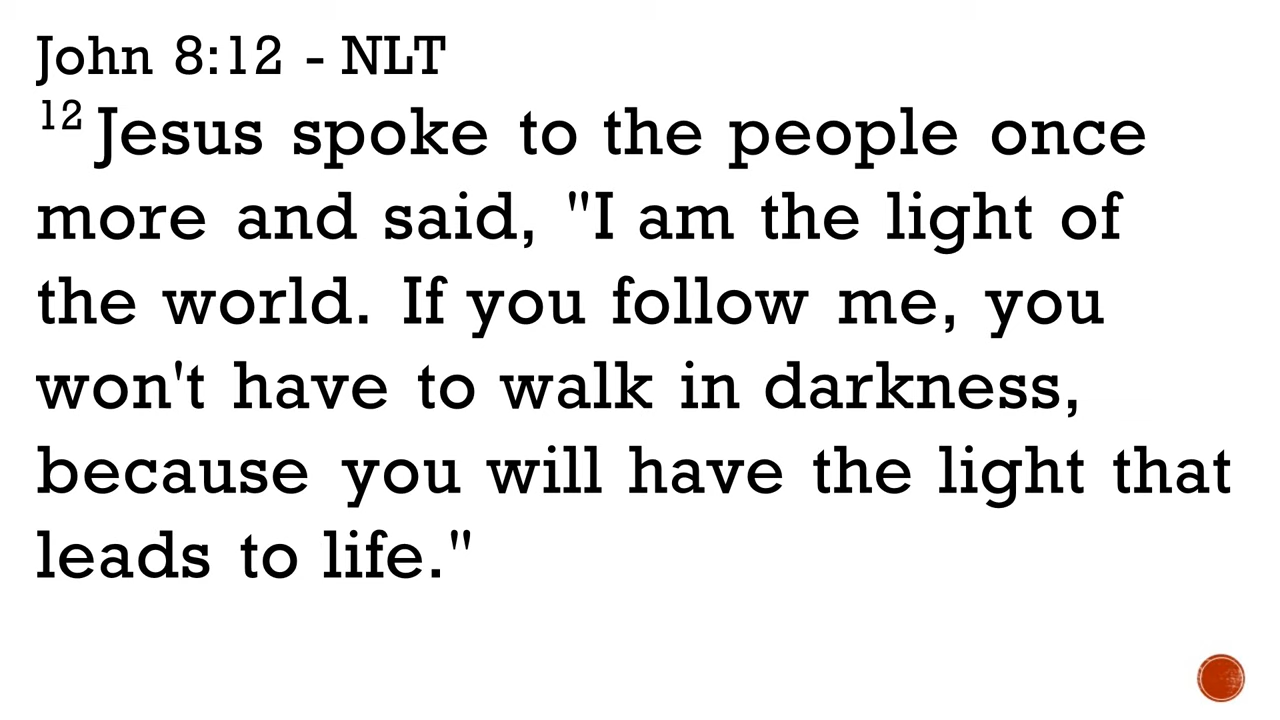 John 8:12 - NLT
12 Jesus spoke to the people once
more and said, "I am the light of
the world. If you follow me, you
won't have to walk in darkness,
because you will have the light that
leads to life."